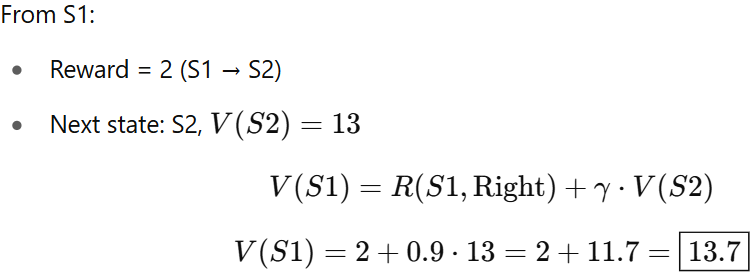 From S1:
• Reward = 2 (S1 → S2)
• Next state: S2, V(S2) = 13
V(S1) = R(S1, Right) + γ · V(S2)
V(S1) = 2 + 0.9 · 13 = 2 + 11.7 = 13.7